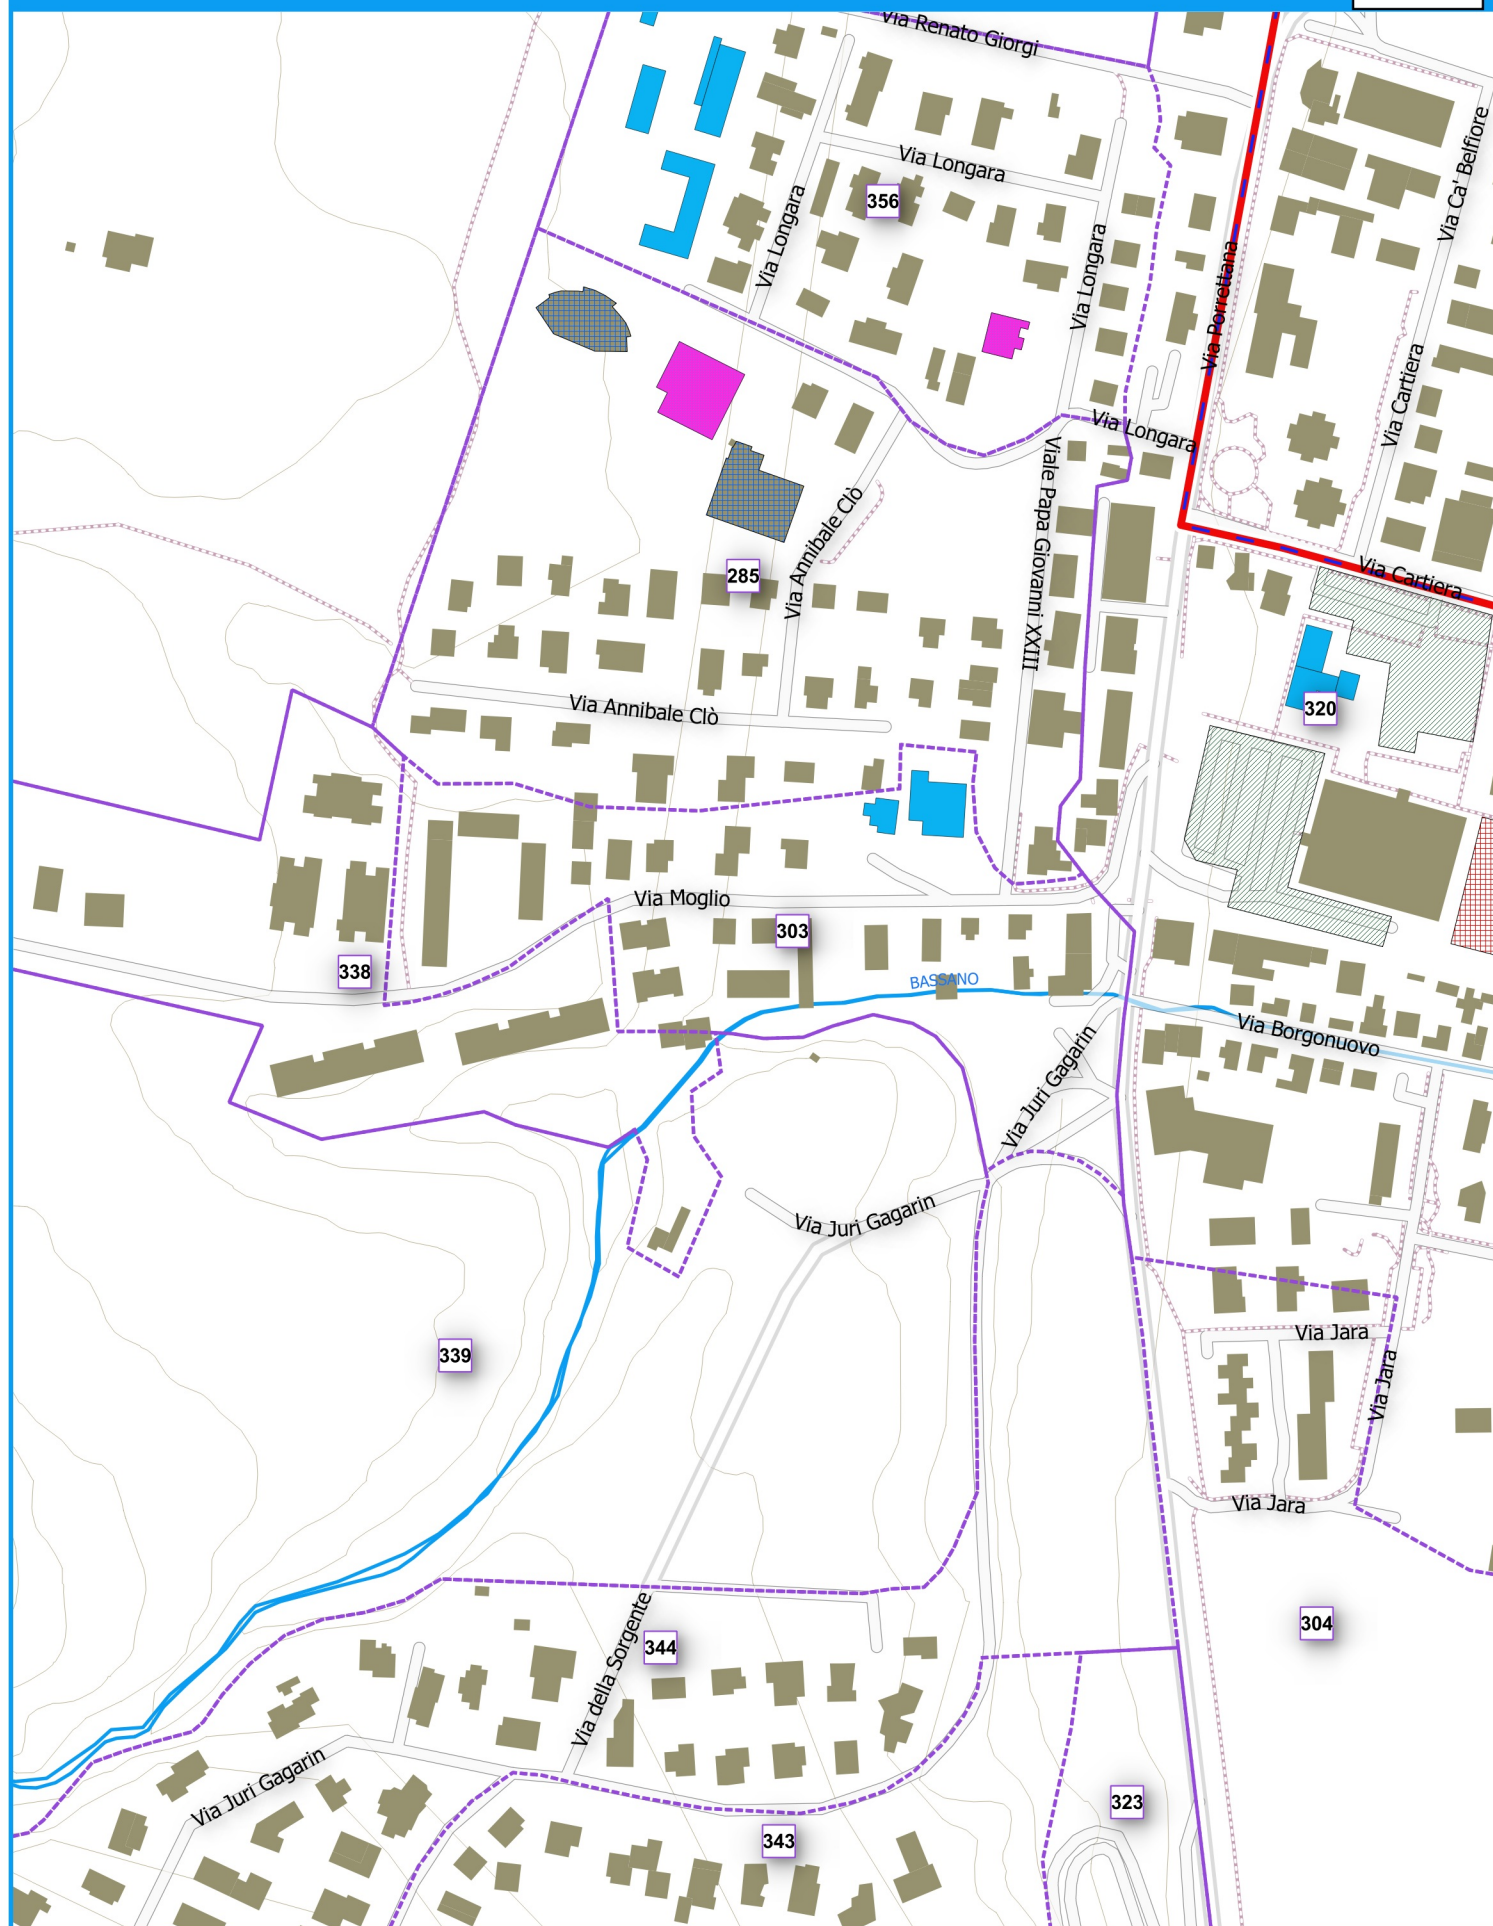 Via Renato Giorgi
Via Ca' Belfiore
Via Longara
356
Via Longara
Via Longara
Via Porrettana
Via Cartiera
Via Longara
Viale Papa Giovanni XXIII
Via Annibale Clò
285
Via Cartiera
Via Annibale Clò
320
Via Moglio
303
338
BASSANO
Via Borgonuovo
Via Juri Gagarin
Via Juri Gagarin
339
Via Jara
Via Jara
Via Jara
304
344
Via della Sorgente
Via Juri Gagarin
323
343